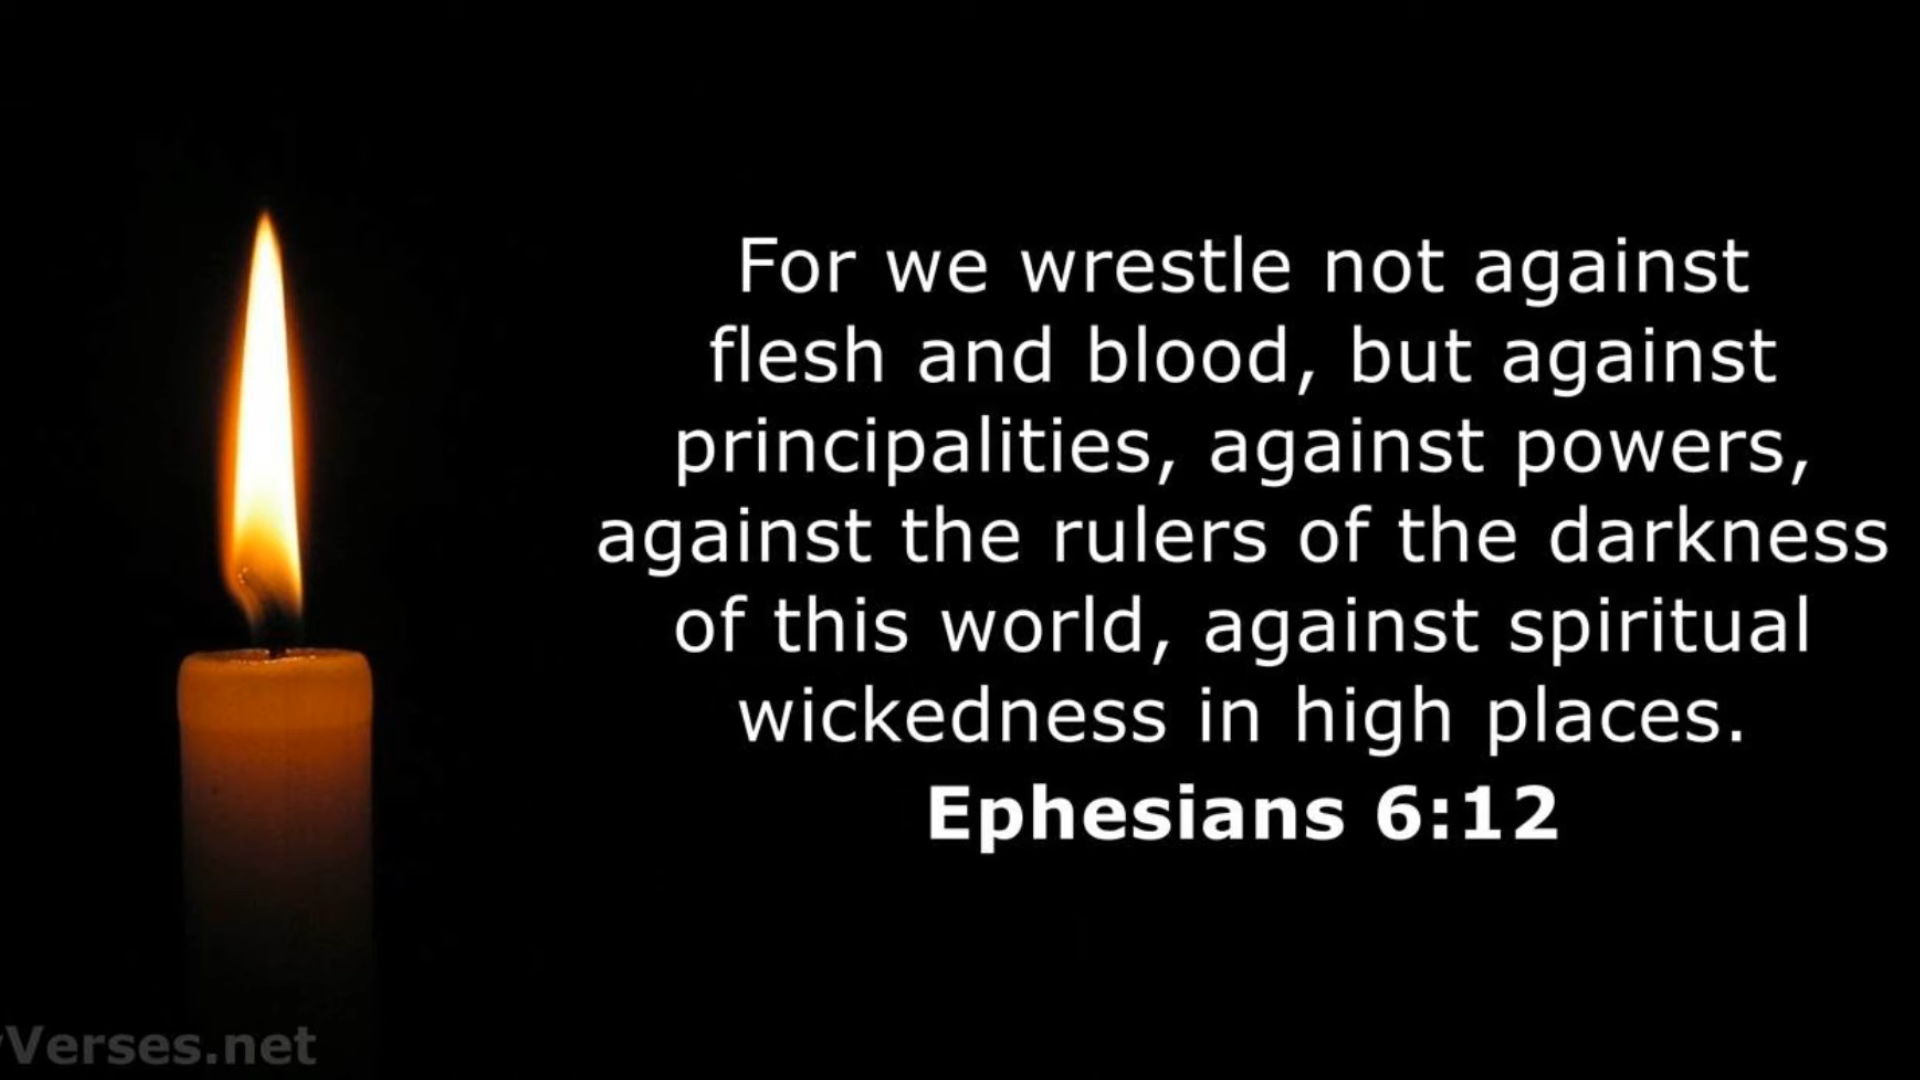 For we wrestle not against
flesh and blood, but against
principalities, against powers,
against the rulers of the darkness
of this world, against spiritual
wickedness in high places.
Ephesians 6:12
yVerses.net